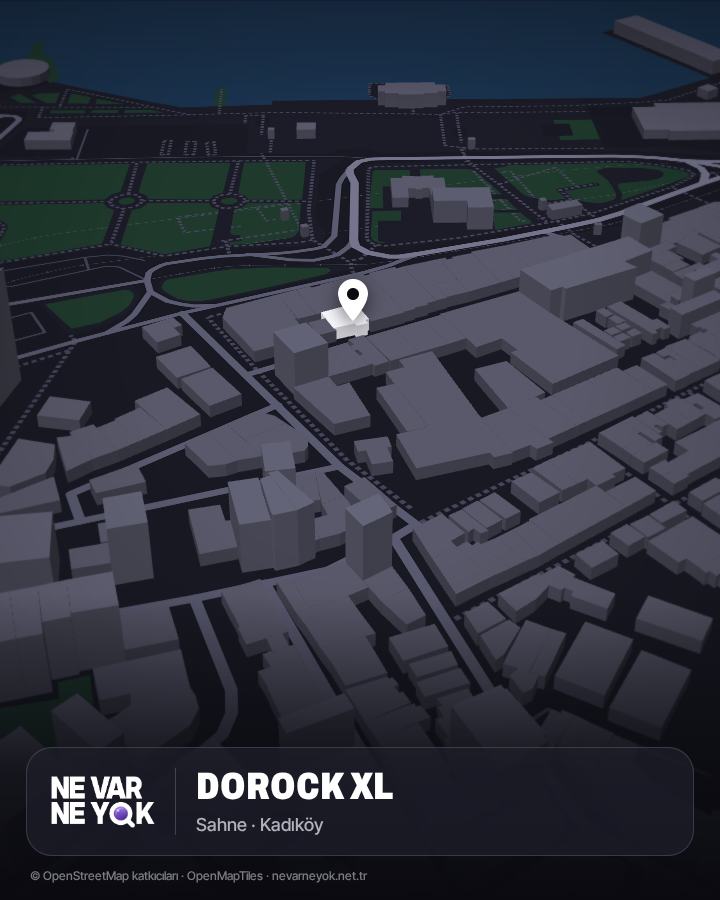 NE VAR
NE YOK
DOROCK XL
Sahne · Kadıköy
© OpenStreetMap katkıcıları · OpenMapTiles · nevarneyok.net.tr